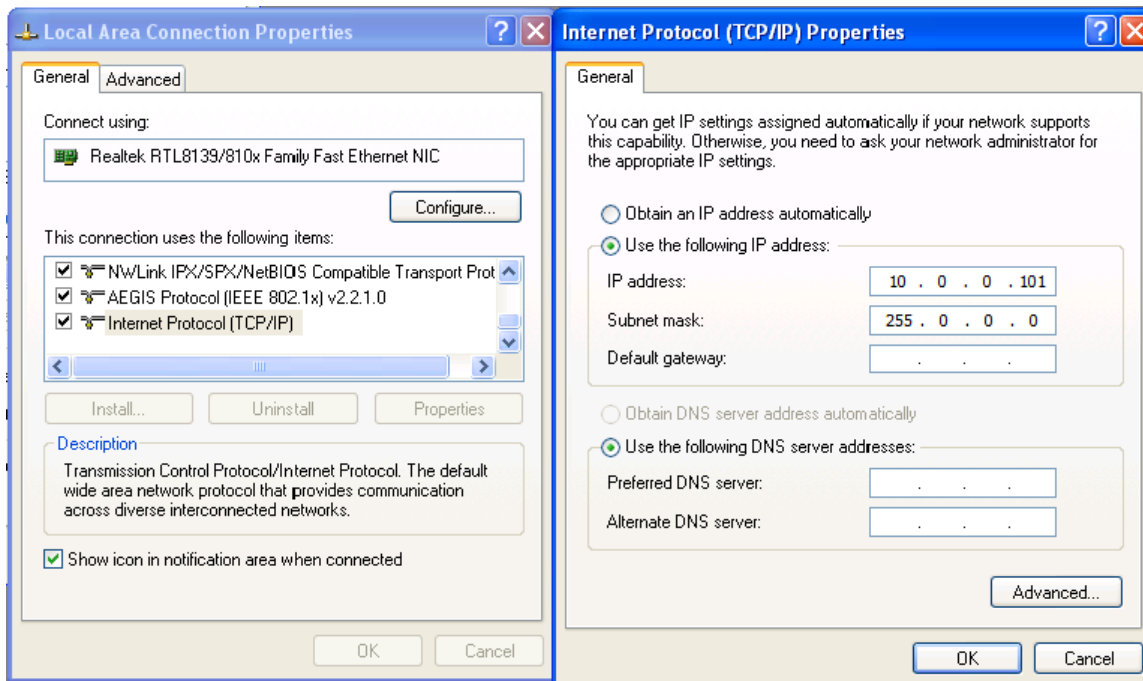 Local Area Connection Properties
General
Advanced
Connect using:
Realtek RTL8139/810x Family Fast Ethernet NIC
Configure...
This connection uses the following items:
NWLink IPX/SPX/NetBIOS Compatible Transport Prot
AEGIS Protocol (IEEE 802.1x) v2.2.1.0
Internet Protocol (TCP/IP)
Install...
Uninstall
Properties
Description
Transmission Control Protocol/Internet Protocol. The default
wide area network protocol that provides communication
across diverse interconnected networks.
Show icon in notification area when connected
OK
Cancel
Internet Protocol (TCP/IP) Properties
General
You can get IP settings assigned automatically if your network supports
this capability. Otherwise, you need to ask your network administrator for
the appropriate IP settings.
Obtain an IP address automatically
Use the following IP address:
IP address:
10 . 0 . 0 . 101
Subnet mask:
255 . 0 . 0 . 0
Default gateway:
. . .
Obtain DNS server address automatically
Use the following DNS server addresses:
Preferred DNS server:
. . .
Alternate DNS server:
. . .
Advanced...
OK
Cancel